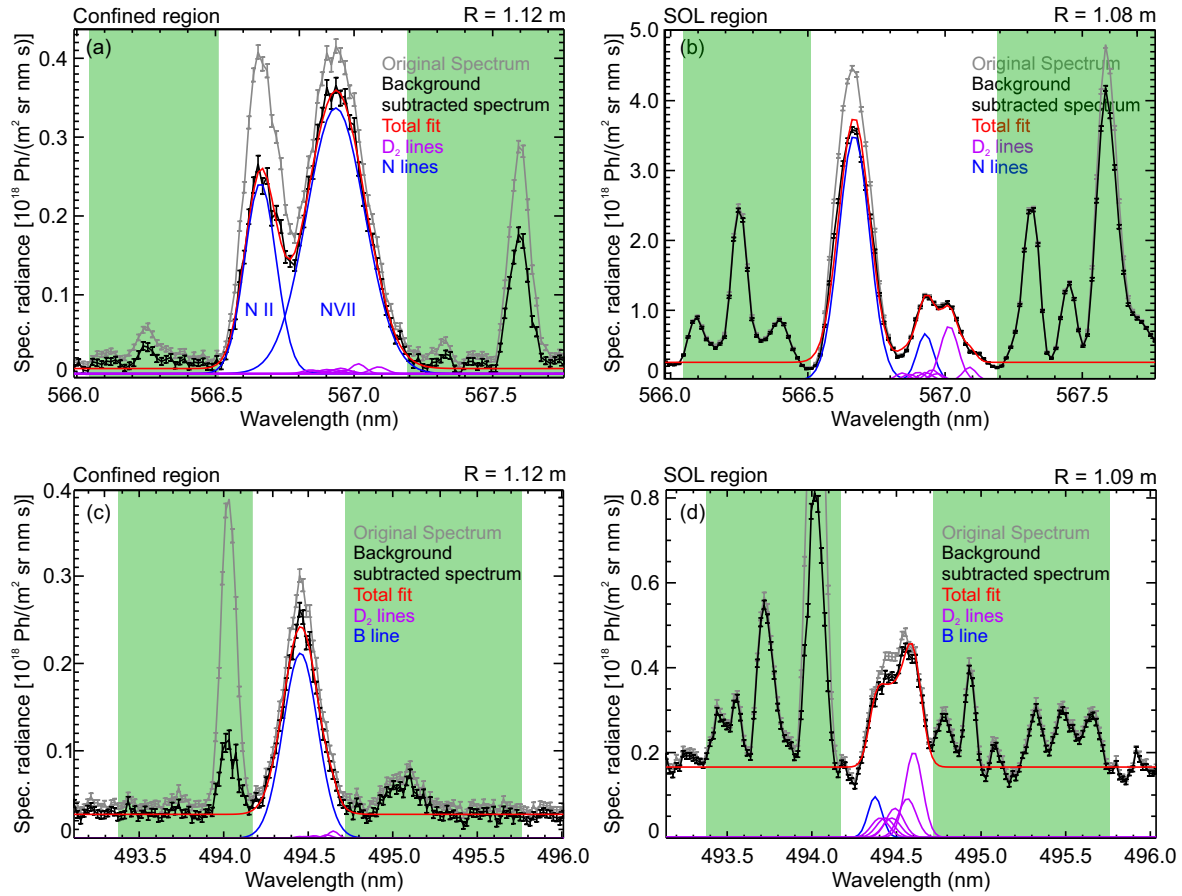 Confined region R = 1.12 m
(a)
Original Spectrum
Background
subtracted spectrum
Total fit
D₂ lines
N lines
N II
NVII
0.4
0.3
0.2
0.1
0
566.0 566.5 567.0 567.5
Wavelength (nm)
Spec. radiance [10¹⁸ Ph/(m² sr nm s)]
SOL region R = 1.08 m
(b)
Original Spectrum
Background
subtracted spectrum
Total fit
D₂ lines
N lines
5.0
4.0
3.0
2.0
1.0
0
566.0 566.5 567.0 567.5
Wavelength (nm)
Spec. radiance [10¹⁸ Ph/(m² sr nm s)]
Confined region R = 1.12 m
(c)
Original Spectrum
Background
subtracted spectrum
Total fit
D₂ lines
B line
0.4
0.3
0.2
0.1
0
493.5 494.0 494.5 495.0 495.5 496.0
Wavelength (nm)
Spec. radiance [10¹⁸ Ph/(m² sr nm s)]
SOL region R = 1.09 m
(d)
Original Spectrum
Background
subtracted spectrum
Total fit
D₂ lines
B line
0.8
0.6
0.4
0.2
0
493.5 494.0 494.5 495.0 495.5 496.0
Wavelength (nm)
Spec. radiance [10¹⁸ Ph/(m² sr nm s)]